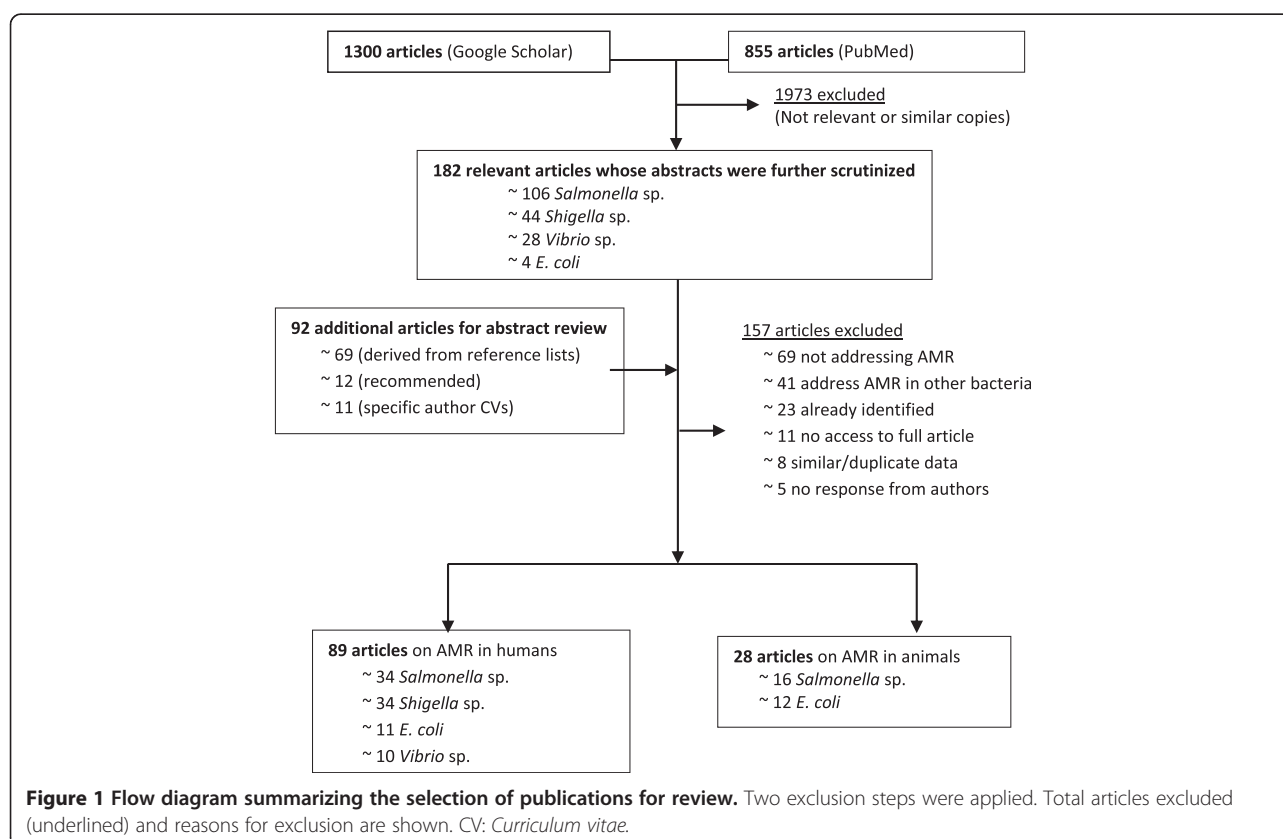 1300 articles (Google Scholar)
855 articles (PubMed)
1973 excluded
(Not relevant or similar copies)
182 relevant articles whose abstracts were further scrutinized
~ 106 Salmonella sp.
~ 44 Shigella sp.
~ 28 Vibrio sp.
~ 4 E. coli
92 additional articles for abstract review
~ 69 (derived from reference lists)
~ 12 (recommended)
~ 11 (specific author CVs)
157 articles excluded
~ 69 not addressing AMR
~ 41 address AMR in other bacteria
~ 23 already identified
~ 11 no access to full article
~ 8 similar/duplicate data
~ 5 no response from authors
89 articles on AMR in humans
~ 34 Salmonella sp.
~ 34 Shigella sp.
~ 11 E. coli
~ 10 Vibrio sp.
28 articles on AMR in animals
~ 16 Salmonella sp.
~ 12 E. coli
Figure 1 Flow diagram summarizing the selection of publications for review. Two exclusion steps were applied. Total articles excluded
(underlined) and reasons for exclusion are shown. CV: Curriculum vitae.